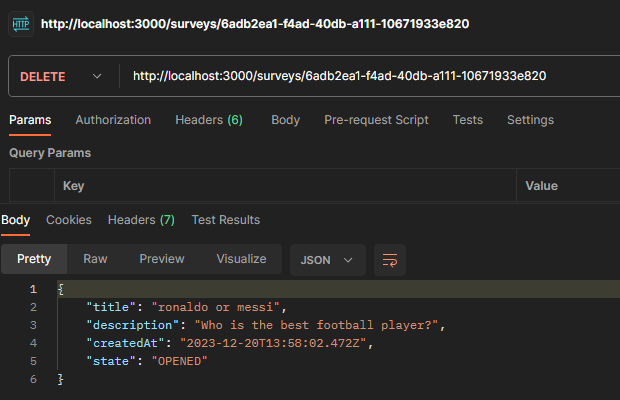 HTTP http://localhost:3000/surveys/6adb2ea1-f4ad-40db-a111-10671933e820
DELETE http://localhost:3000/surveys/6adb2ea1-f4ad-40db-a111-10671933e820
Params Authorization Headers (6) Body Pre-request Script Tests Settings
Query Params
Key Value
Body Cookies Headers (7) Test Results
Pretty Raw Preview Visualize JSON
1 {
2 "title": "ronaldo or messi",
3 "description": "Who is the best football player?",
4 "createdAt": "2023-12-20T13:58:02.472Z",
5 "state": "OPENED"
6 }